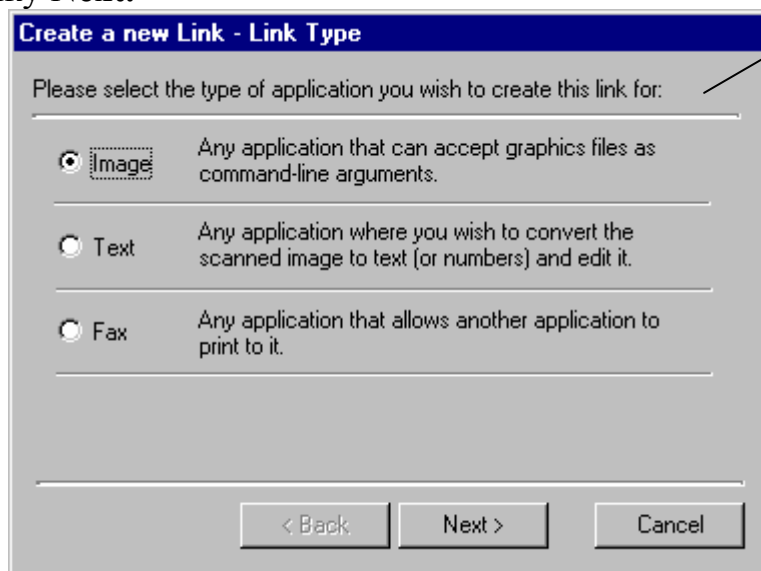 Create a new Link - Link Type
Please select the type of application you wish to create this link for:
Image
Any application that can accept graphics files as
command-line arguments.
Text
Any application where you wish to convert the
scanned image to text (or numbers) and edit it.
Fax
Any application that allows another application to
print to it.
< Back
Next >
Cancel